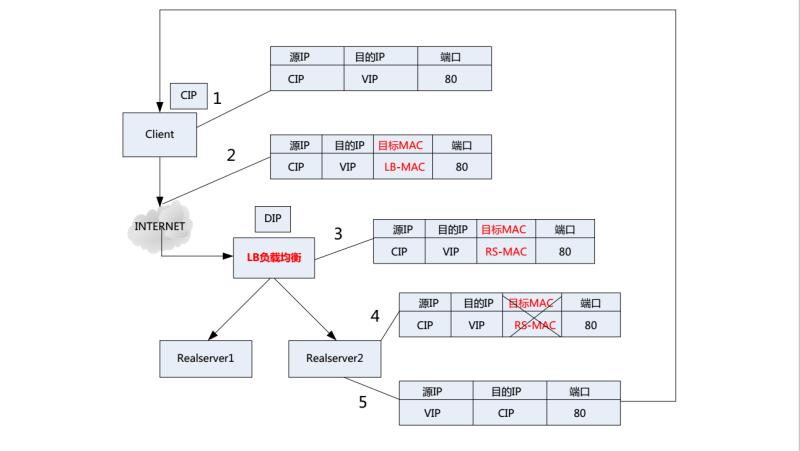 源IP 目的IP 端口
CIP VIP 80
CIP
1
Client
2
源IP 目的IP 目标MAC 端口
CIP VIP LB-MAC 80
INTERNET
DIP
LB负载均衡
3
源IP 目的IP 目标MAC 端口
CIP VIP RS-MAC 80
4
源IP 目的IP 目标MAC 端口
CIP VIP RS-MAC 80
Realserver1
Realserver2
5
源IP 目的IP 端口
VIP CIP 80